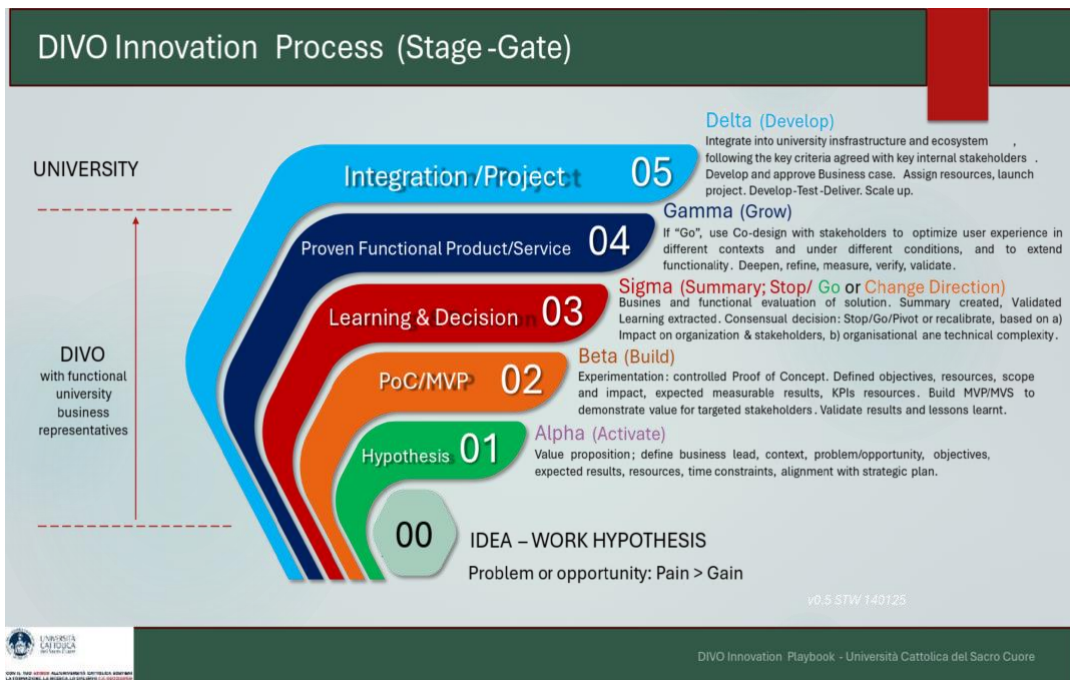 DIVO Innovation Process (Stage-Gate)
UNIVERSITY
DIVO
with functional
university
business
representatives
Integration/Project 05
Delta (Develop)
Integrate into university insfrastructure and ecosystem ,
following the key criteria agreed with key internal stakeholders .
Develop and approve Business case. Assign resources, launch
project. Develop-Test-Deliver. Scale up.
Proven Functional Product/Service 04
Gamma (Grow)
If “Go”, use Co-design with stakeholders to optimize user experience in
different contexts and under different conditions, and to extend
functionality. Deepen, refine, measure, verify, validate.
Learning & Decision 03
Sigma (Summary; Stop/ Go or Change Direction)
Busines and functional evaluation of solution. Summary created, Validated
Learning extracted. Consensual decision: Stop/Go/Pivot or recalibrate, based on a)
Impact on organization & stakeholders, b) organisational ane technical complexity.
PoC/MVP 02
Beta (Build)
Experimentation: controlled Proof of Concept. Defined objectives, resources, scope
and impact, expected measurable results, KPIs resources. Build MVP/MVS to
demonstrate value for targeted stakeholders. Validate results and lessons learnt.
Hypothesis 01
Alpha (Activate)
Value proposition; define business lead, context, problem/opportunity, objectives,
expected results, resources, time constraints, alignment with strategic plan.
00
IDEA – WORK HYPOTHESIS
Problem or opportunity: Pain > Gain
v0.5 STW 140125
UNIVERSITÀ
CATTOLICA
del Sacro Cuore
DIVO Innovation Playbook - Università Cattolica del Sacro Cuore